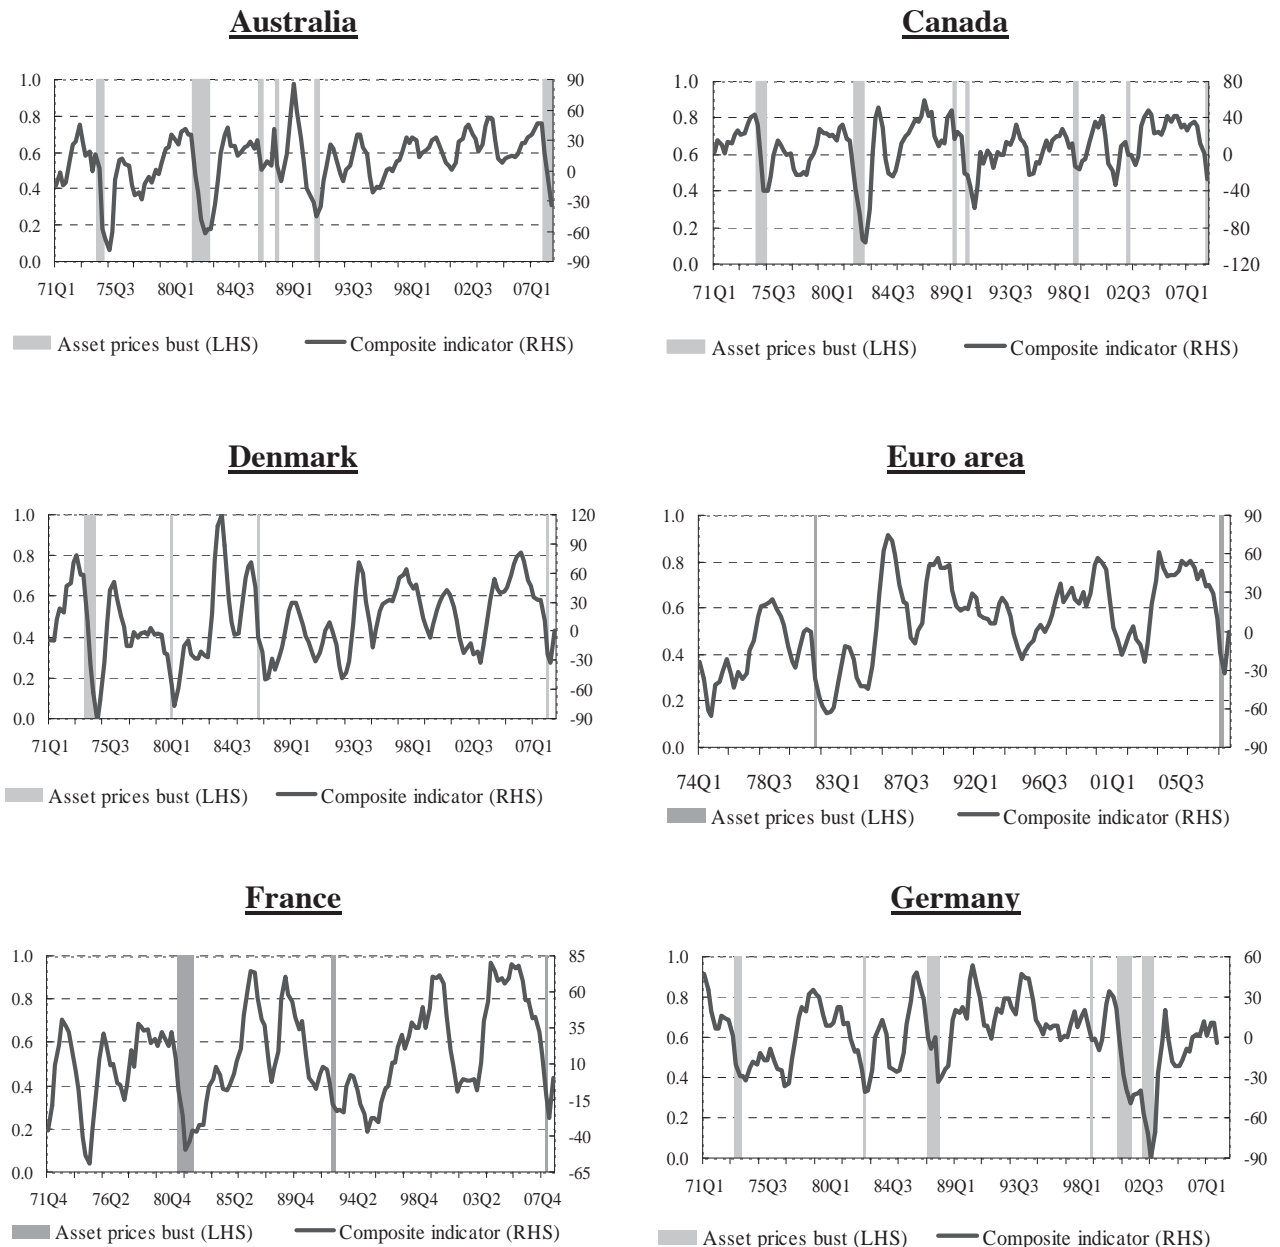 Australia
Canada
1.0 90
0.8 60
0.6 30
0.4 0
0.2 -30
0.0 -60
-90
71Q1 75Q3 80Q1 84Q3 89Q1 93Q3 98Q1 02Q3 07Q1
Asset prices bust (LHS) Composite indicator (RHS)
1.0 80
0.8 40
0.6 0
0.4 -40
0.2 -80
0.0 -120
71Q1 75Q3 80Q1 84Q3 89Q1 93Q3 98Q1 02Q3 07Q1
Asset prices bust (LHS) Composite indicator (RHS)
Denmark
Euro area
1.0 120
0.8 90
0.6 60
0.4 30
0.2 0
0.0 -30
-60
-90
71Q1 75Q3 80Q1 84Q3 89Q1 93Q3 98Q1 02Q3 07Q1
Asset prices bust (LHS) Composite indicator (RHS)
1.0 90
0.8 60
0.6 30
0.4 0
0.2 -30
0.0 -60
-90
74Q1 78Q3 83Q1 87Q3 92Q1 96Q3 01Q1 05Q3
Asset prices bust (LHS) Composite indicator (RHS)
France
Germany
1.0 85
0.8 60
0.6 35
0.4 10
0.2 -15
0.0 -40
-65
71Q4 76Q2 80Q4 85Q2 89Q4 94Q2 98Q4 03Q2 07Q4
Asset prices bust (LHS) Composite indicator (RHS)
1.0 60
0.8 30
0.6 0
0.4 -30
0.2 -60
0.0 -90
71Q1 75Q3 80Q1 84Q3 89Q1 93Q3 98Q1 02Q3 07Q1
Asset prices bust (LHS) Composite indicator (RHS)